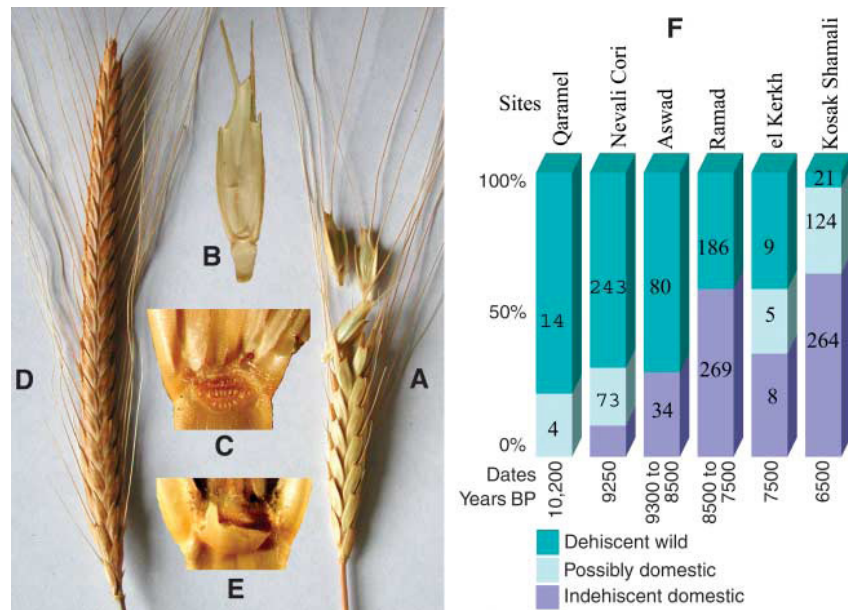 D
B
C
E
A
F
Sites
Qaramel
Nevali Cori
Aswad
Ramad
el Kerkh
Kosak Shamali
100%
50%
0%
14
4
243
73
80
34
186
269
9
5
8
21
124
264
Dates
Years BP
10,200
9250
9300 to
8500
8500 to
7500
7500
6500
Dehiscent wild
Possibly domestic
Indehiscent domestic